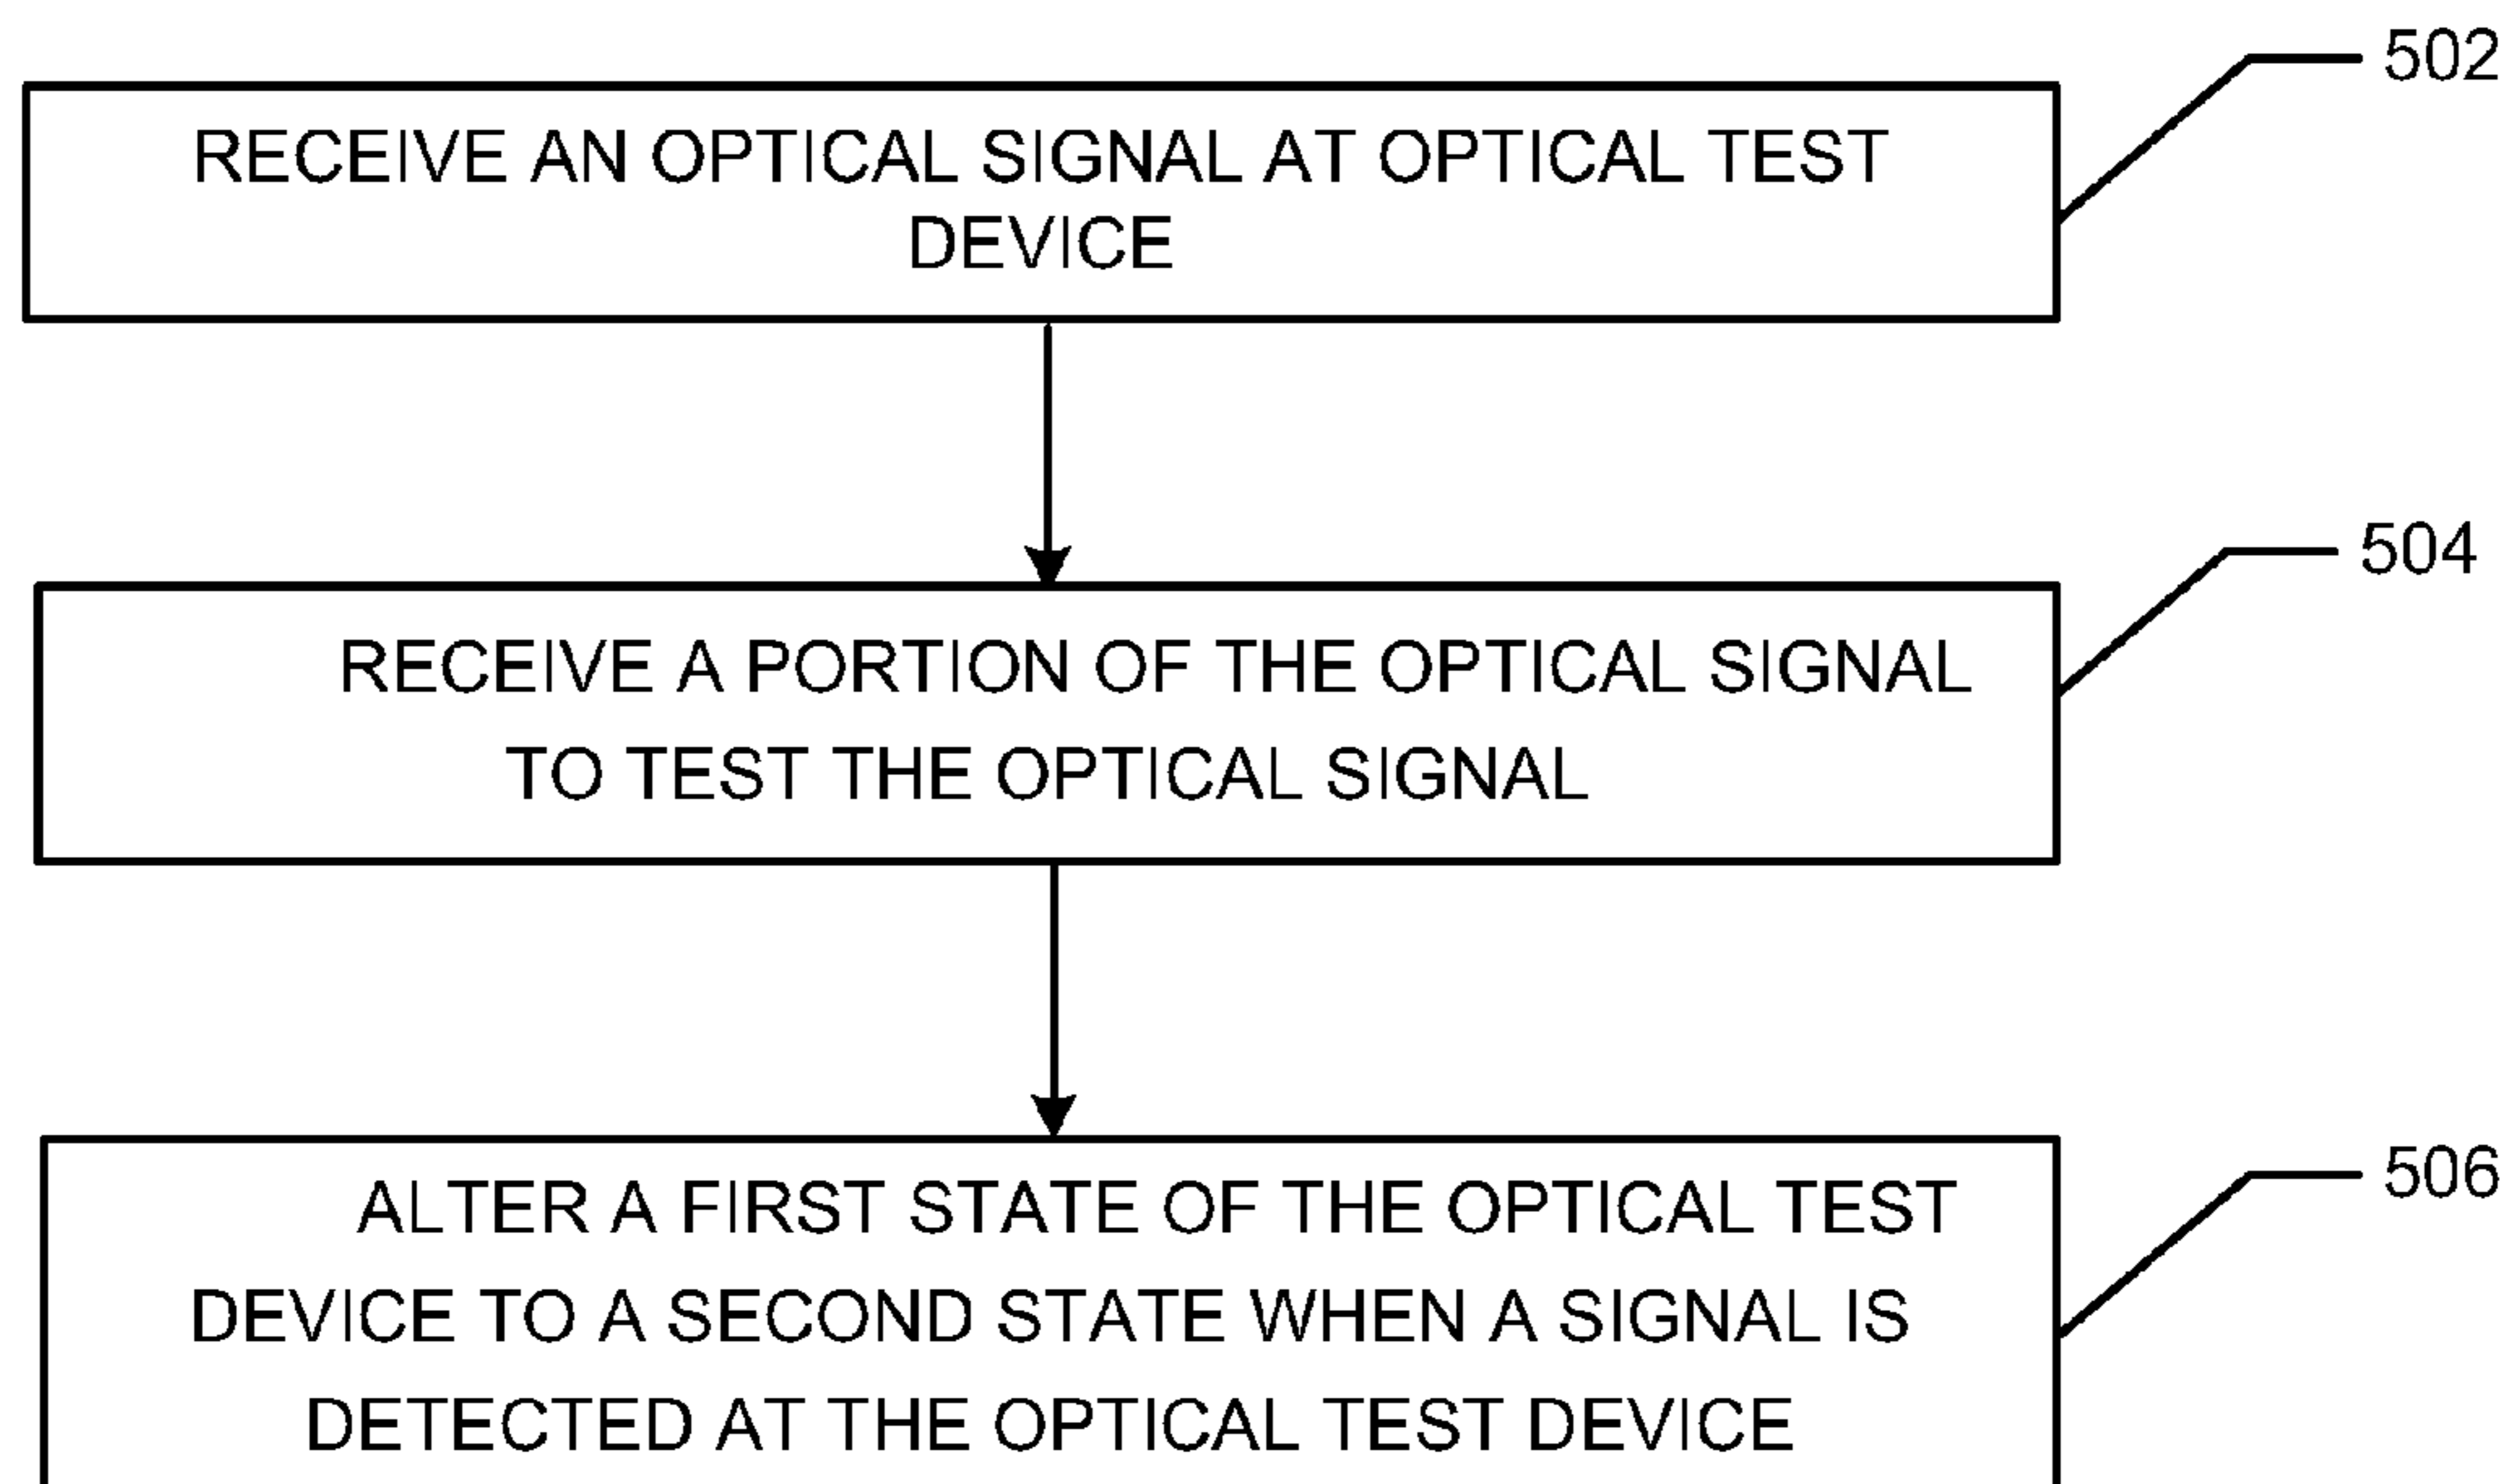 502
RECEIVE AN OPTICAL SIGNAL AT OPTICAL TEST
DEVICE
504
RECEIVE A PORTION OF THE OPTICAL SIGNAL
TO TEST THE OPTICAL SIGNAL
506
ALTER A FIRST STATE OF THE OPTICAL TEST
DEVICE TO A SECOND STATE WHEN A SIGNAL IS
DETECTED AT THE OPTICAL TEST DEVICE